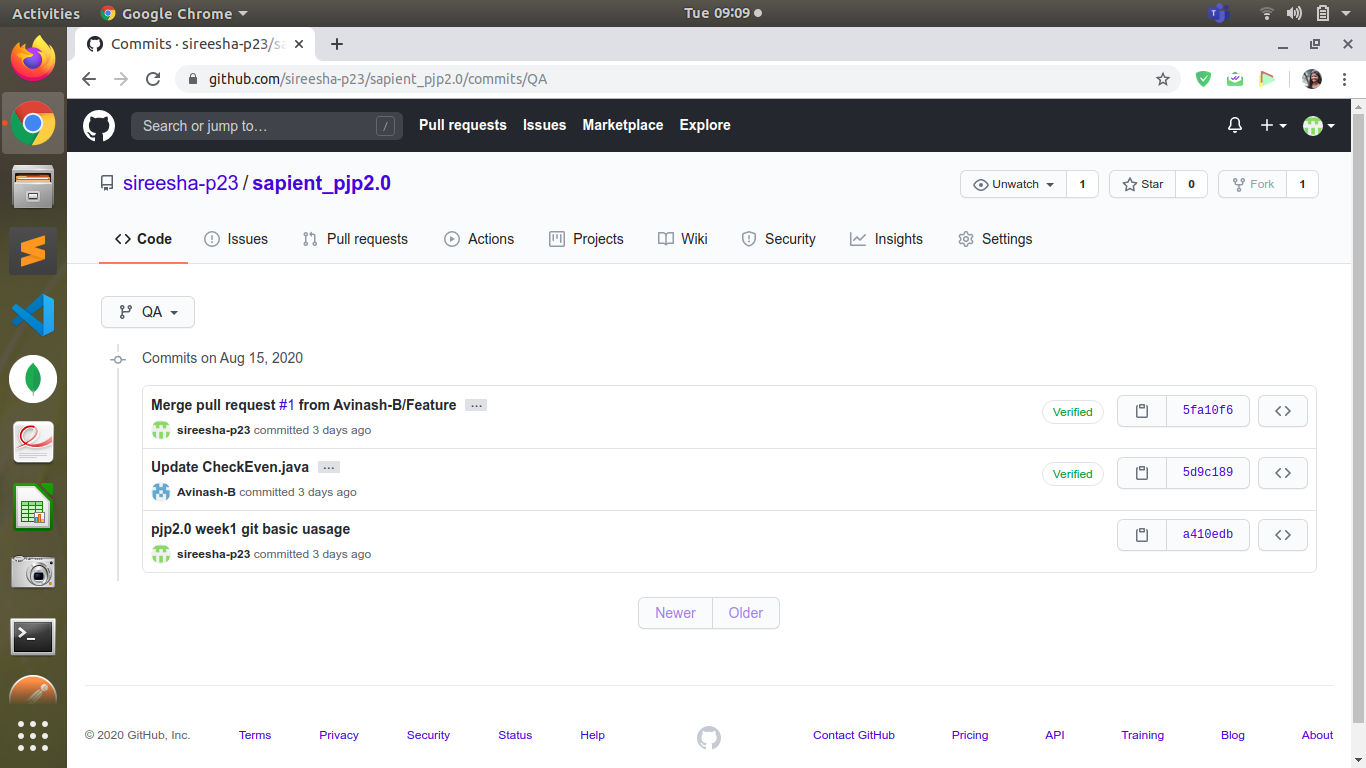 Activities Google Chrome Tue 09:09
Commits · sireesha-p23/sa
github.com/sireesha-p23/sapient_pjp2.0/commits/QA
Search or jump to… / Pull requests Issues Marketplace Explore
sireesha-p23 / sapient_pjp2.0 Unwatch 1 Star 0 Fork 1
Code Issues Pull requests Actions Projects Wiki Security Insights Settings
QA
Commits on Aug 15, 2020
Merge pull request #1 from Avinash-B/Feature …
Verified 5fa10f6
sireesha-p23 committed 3 days ago
Update CheckEven.java …
Verified 5d9c189
Avinash-B committed 3 days ago
pjp2.0 week1 git basic uasage
a410edb
sireesha-p23 committed 3 days ago
Newer Older
© 2020 GitHub, Inc. Terms Privacy Security Status Help Contact GitHub Pricing API Training Blog About